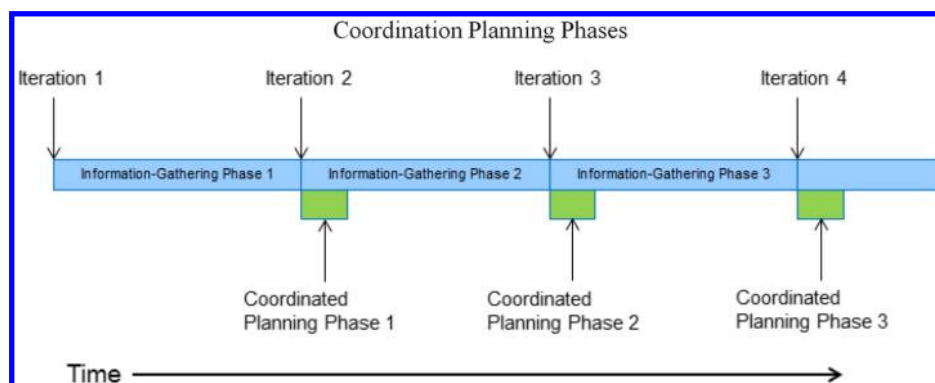 Coordination Planning Phases
Iteration 1
Iteration 2
Iteration 3
Iteration 4
Information-Gathering Phase 1
Information-Gathering Phase 2
Information-Gathering Phase 3
Coordinated
Planning Phase 1
Coordinated
Planning Phase 2
Coordinated
Planning Phase 3
Time